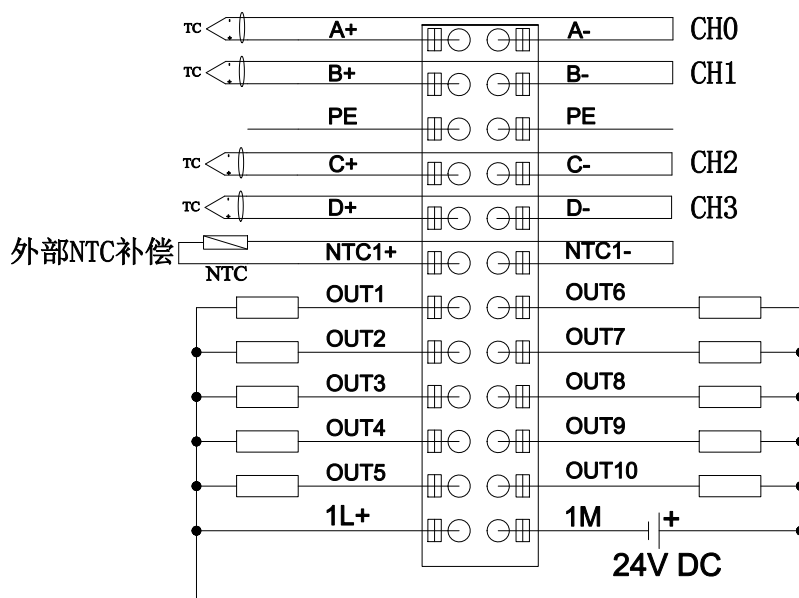 TC A+ A- CH0
TC B+ B- CH1
PE PE
TC C+ C- CH2
TC D+ D- CH3
外部NTC补偿 NTC NTC1+ NTC1-
OUT1 OUT6
OUT2 OUT7
OUT3 OUT8
OUT4 OUT9
OUT5 OUT10
1L+ 1M +
24V DC